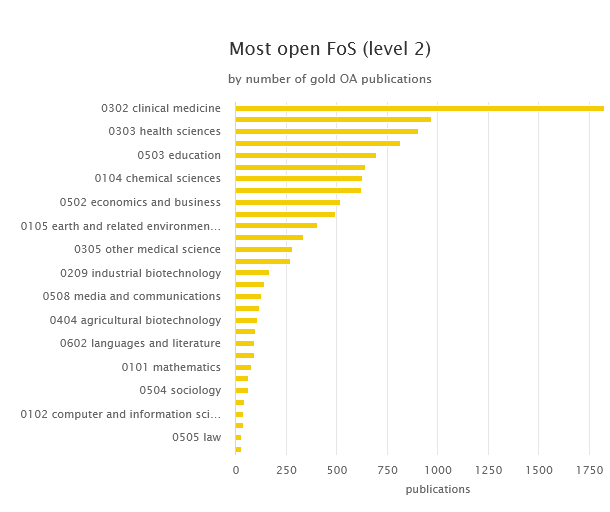 Most open FoS (level 2)
by number of gold OA publications
0302 clinical medicine
0303 health sciences
0503 education
0104 chemical sciences
0502 economics and business
0105 earth and related environmen...
0305 other medical science
0209 industrial biotechnology
0508 media and communications
0404 agricultural biotechnology
0602 languages and literature
0101 mathematics
0504 sociology
0102 computer and information sci...
0505 law
0 250 500 750 1000 1250 1500 1750
publications